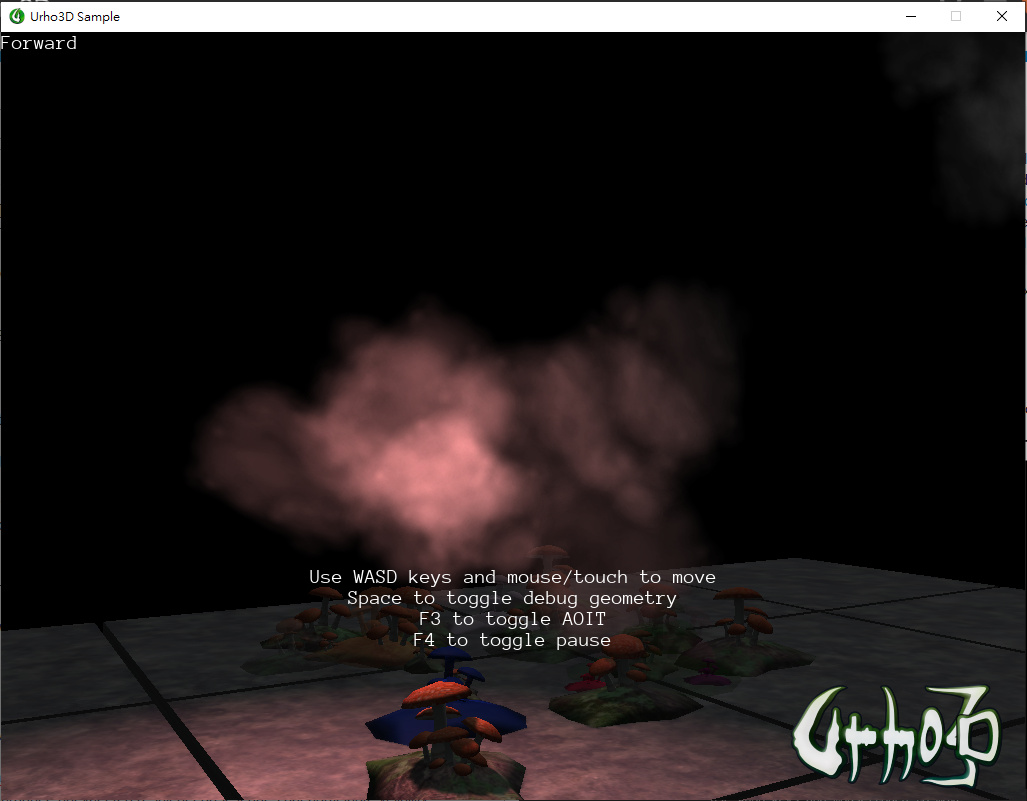 Urho3D Sample
Forward
Use WASD keys and mouse/touch to move
Space to toggle debug geometry
F3 to toggle AOIT
F4 to toggle pause
Urho3D